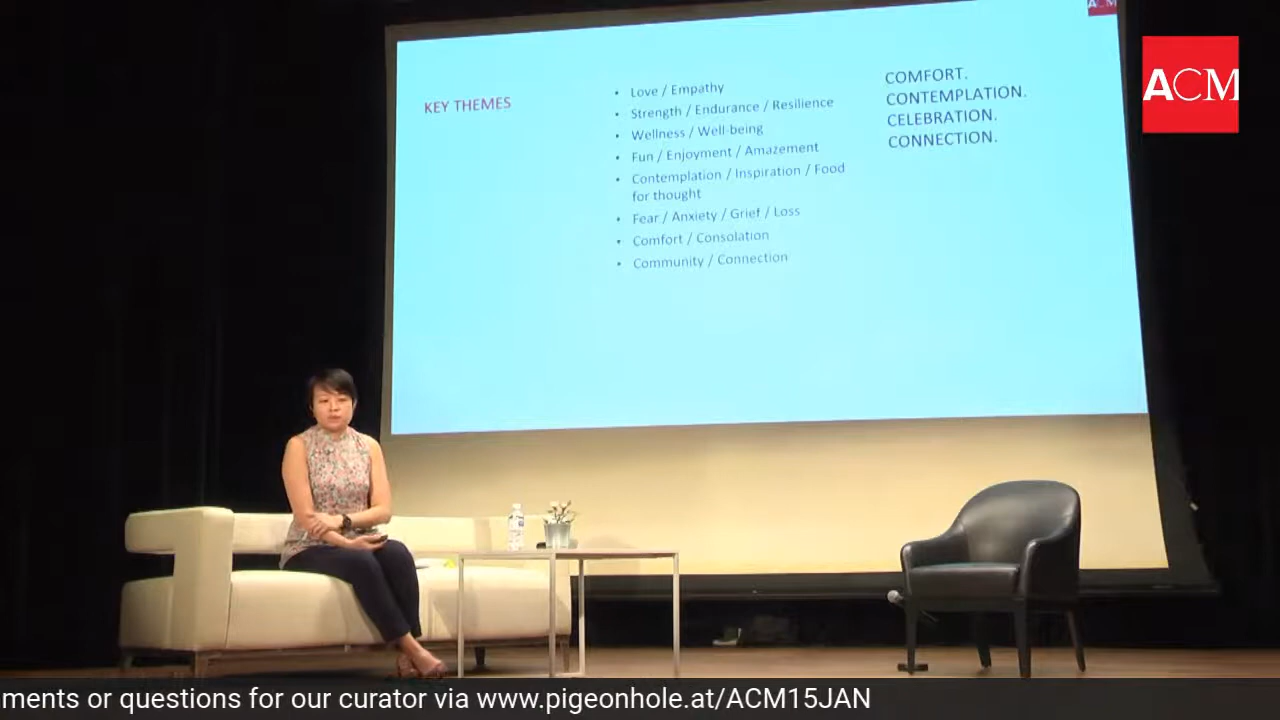 KEY THEMES
• Love / Empathy
• Strength / Endurance / Resilience
• Wellness / Well-being
• Fun / Enjoyment / Amazement
• Contemplation / Inspiration / Food
for thought
• Fear / Anxiety / Grief / Loss
• Comfort / Consolation
• Community / Connection
COMFORT.
CONTEMPLATION.
CELEBRATION.
CONNECTION.
ACM
ACM
ments or questions for our curator via www.pigeonhole.at/ACM15JAN